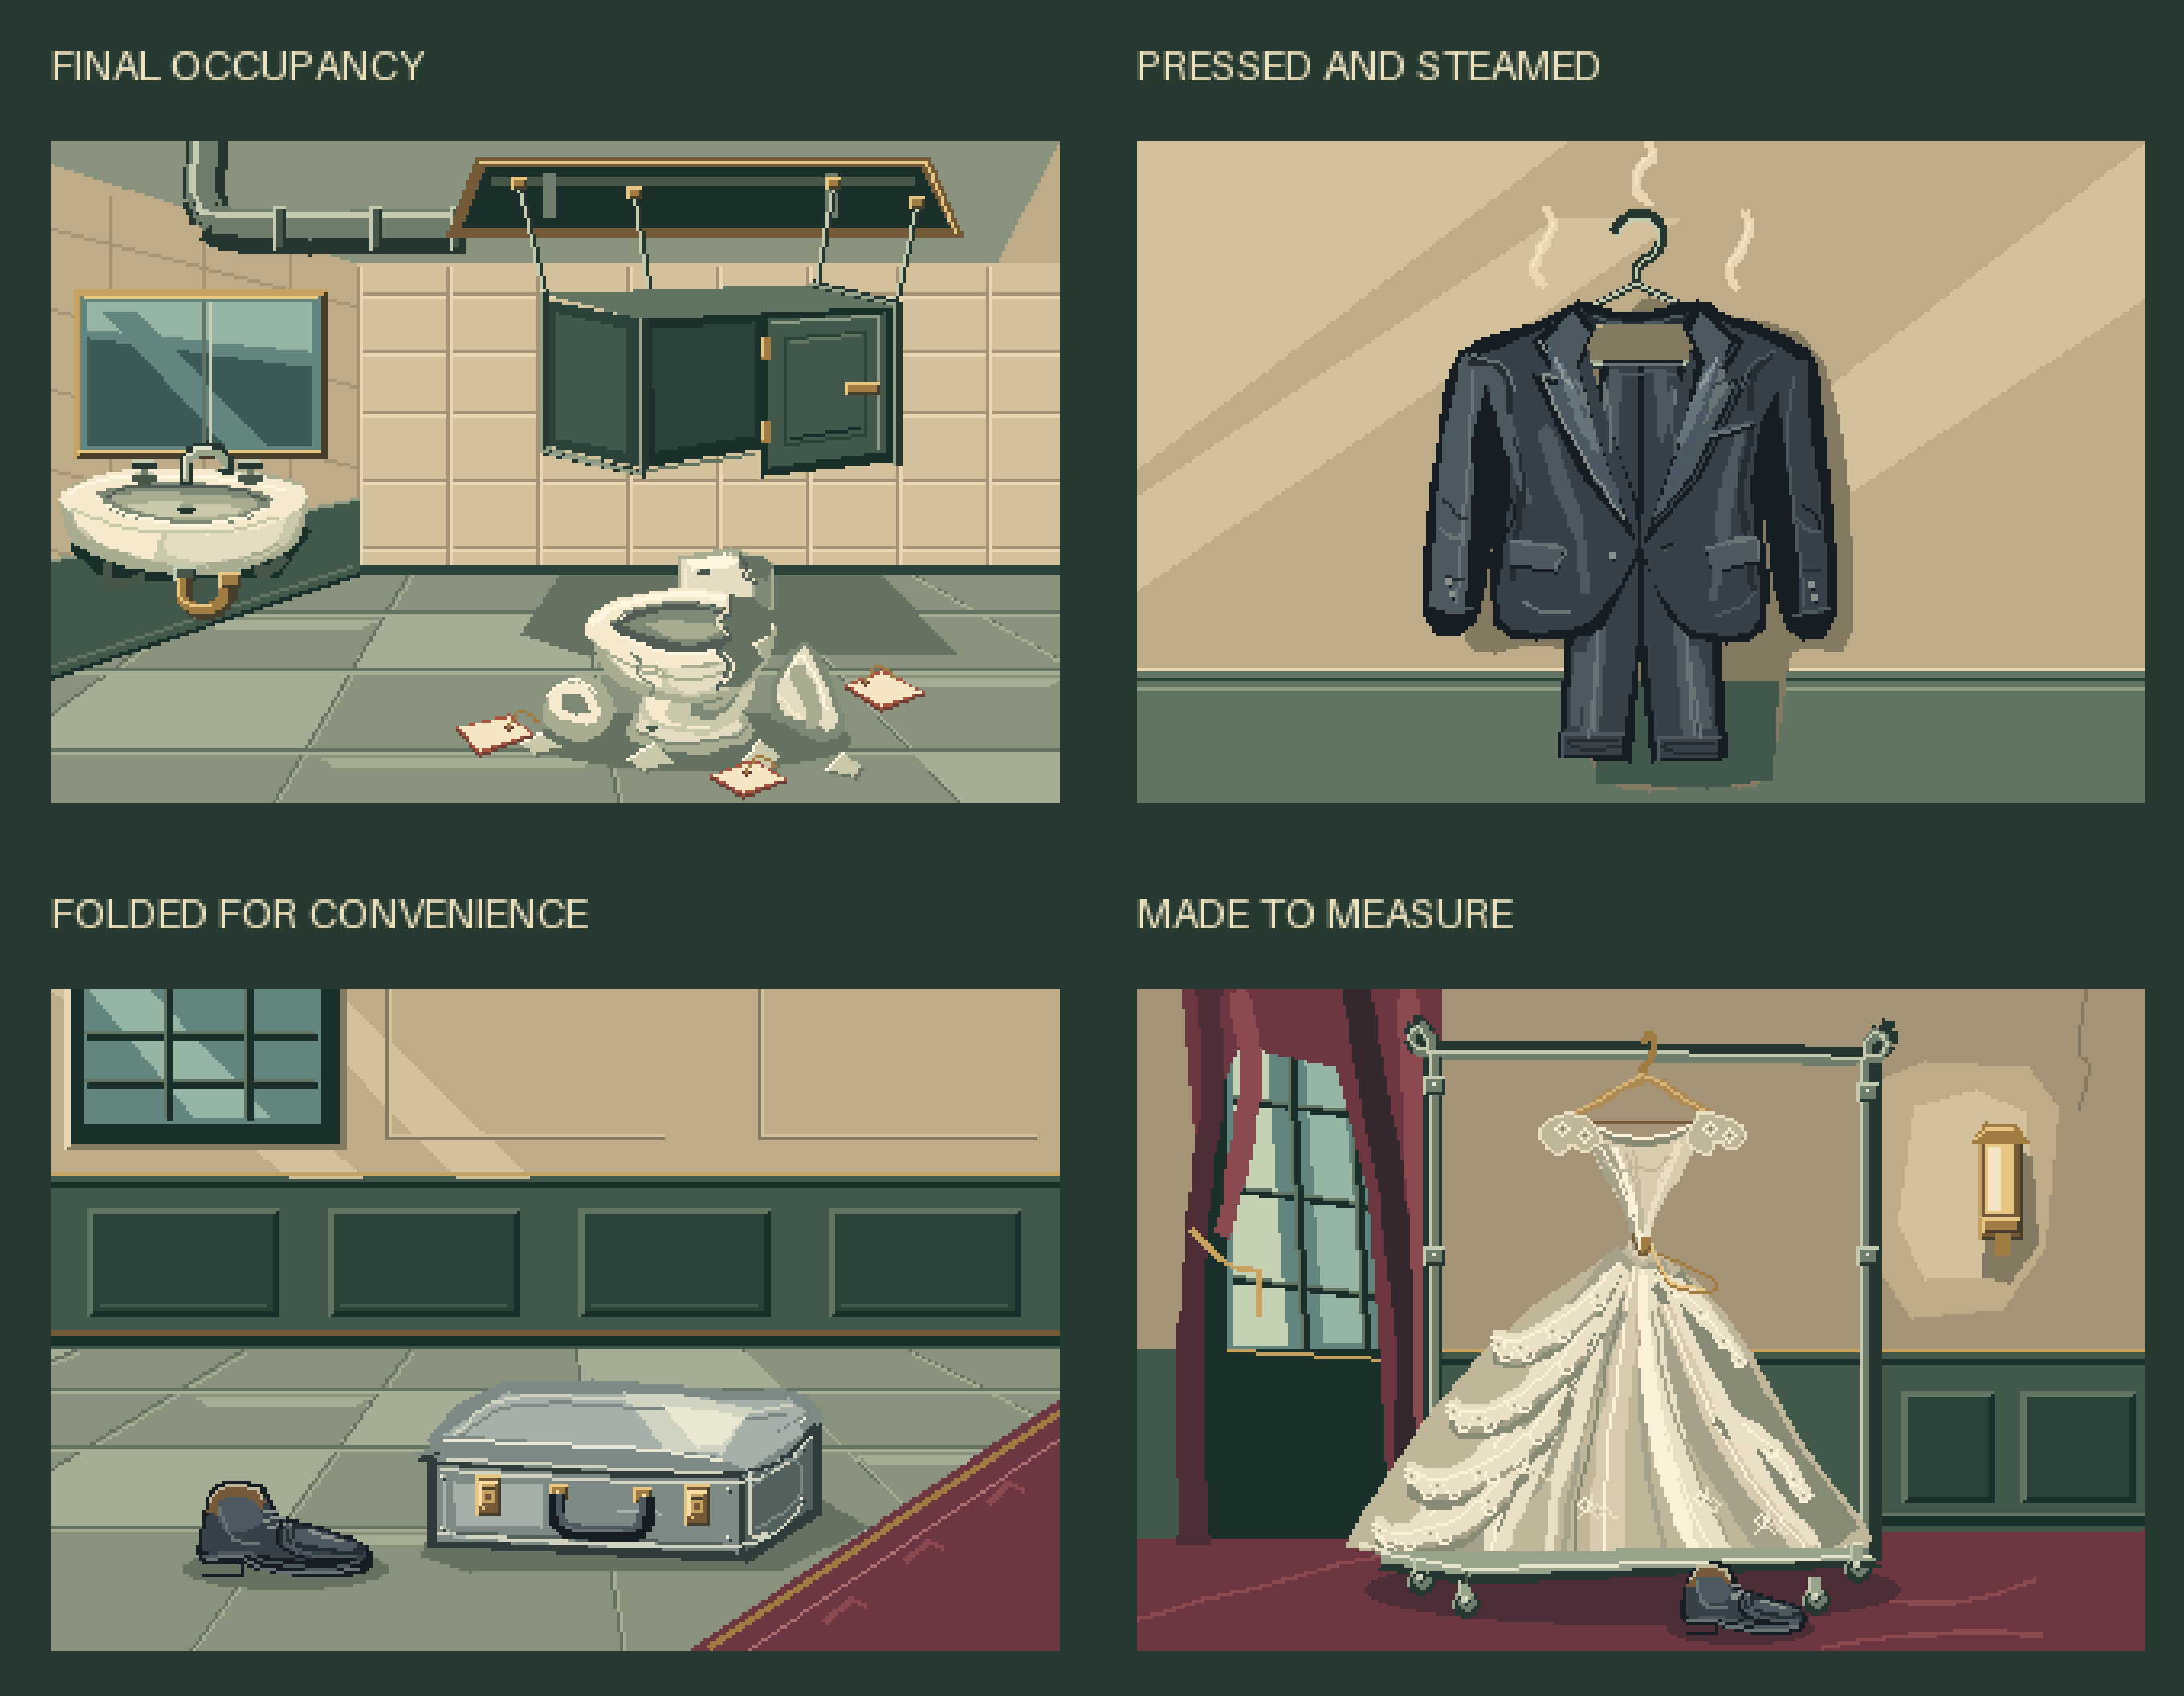 FINAL OCCUPANCY
PRESSED AND STEAMED
FOLDED FOR CONVENIENCE
MADE TO MEASURE